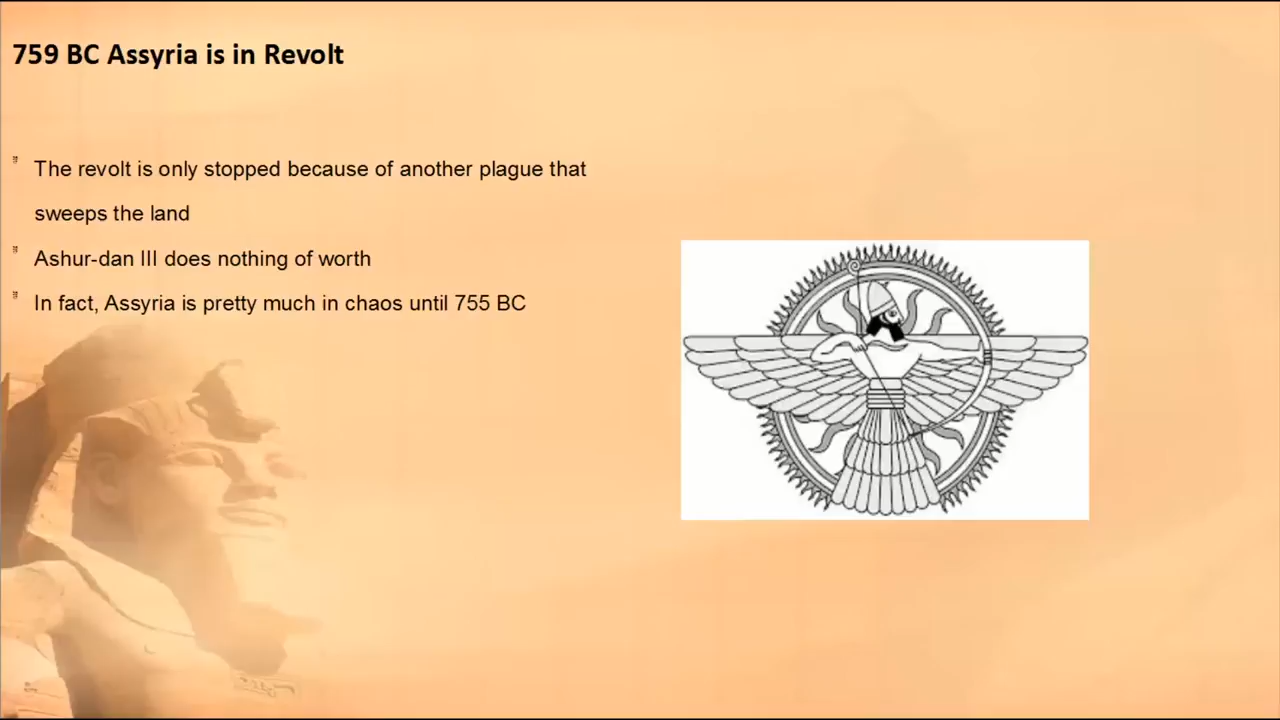 759 BC Assyria is in Revolt
The revolt is only stopped because of another plague that
sweeps the land
Ashur-dan III does nothing of worth
In fact, Assyria is pretty much in chaos until 755 BC